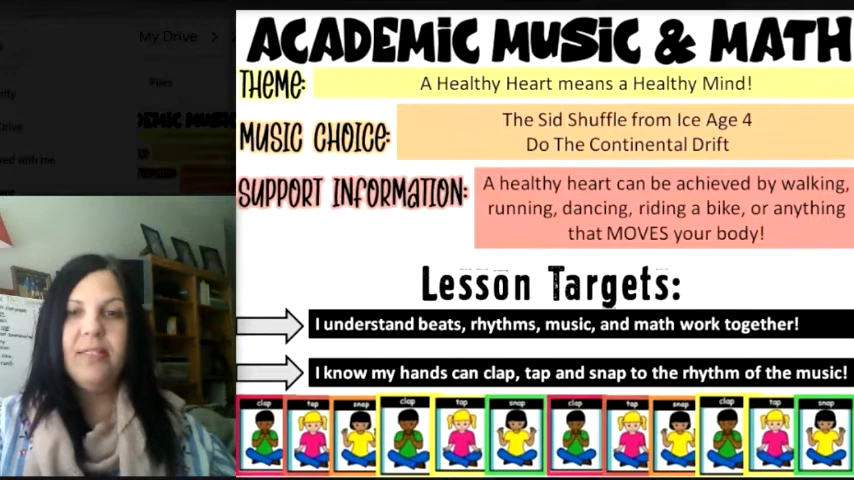 My Drive >
Files
ACADEMIC MUSIC & MATH
THEME:
A Healthy Heart means a Healthy Mind!
MUSIC CHOICE:
The Sid Shuffle from Ice Age 4
Do The Continental Drift
SUPPORT INFORMATION:
A healthy heart can be achieved by walking,
running, dancing, riding a bike, or anything
that MOVES your body!
Lesson Targets:
I understand beats, rhythms, music, and math work together!
I know my hands can clap, tap and snap to the rhythm of the music!
clap tap snap clap tap snap clap tap snap clap tap snap